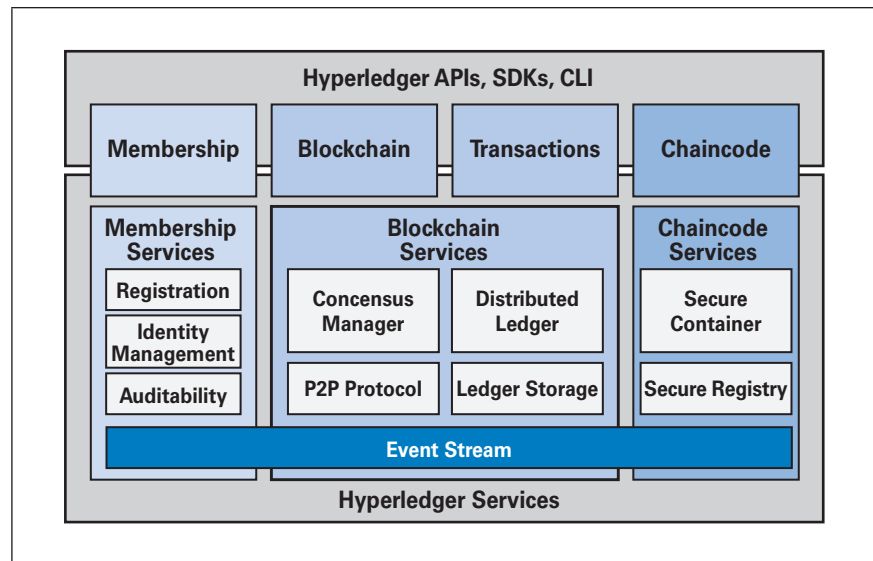 Hyperledger APIs, SDKs, CLI
Membership
Blockchain
Transactions
Chaincode
Membership
Services
Registration
Identity
Management
Auditability
Blockchain
Services
Concensus
Manager
Distributed
Ledger
P2P Protocol
Ledger Storage
Chaincode
Services
Secure
Container
Secure Registry
Event Stream
Hyperledger Services